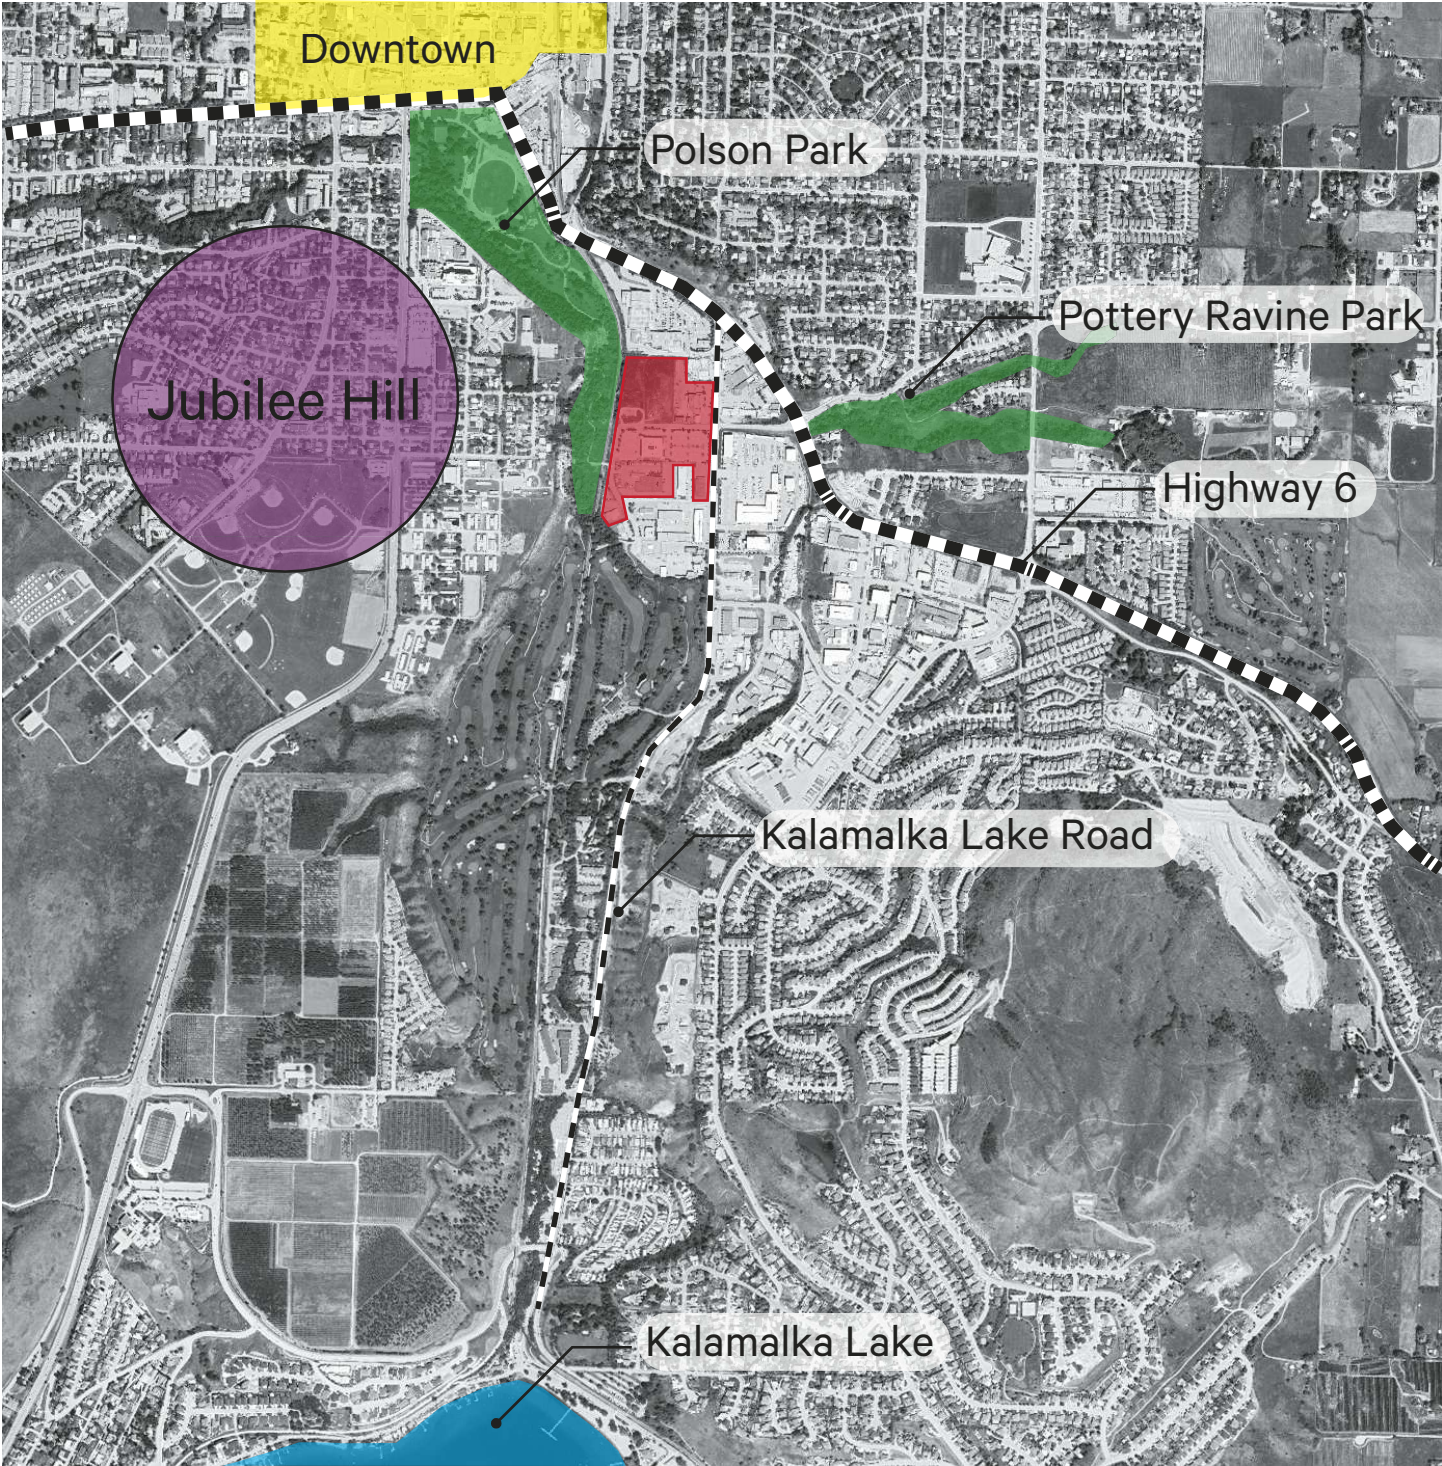 Downtown
Polson Park
Pottery Ravine Park
Jubilee Hill
Highway 6
Kalamalka Lake Road
Kalamalka Lake